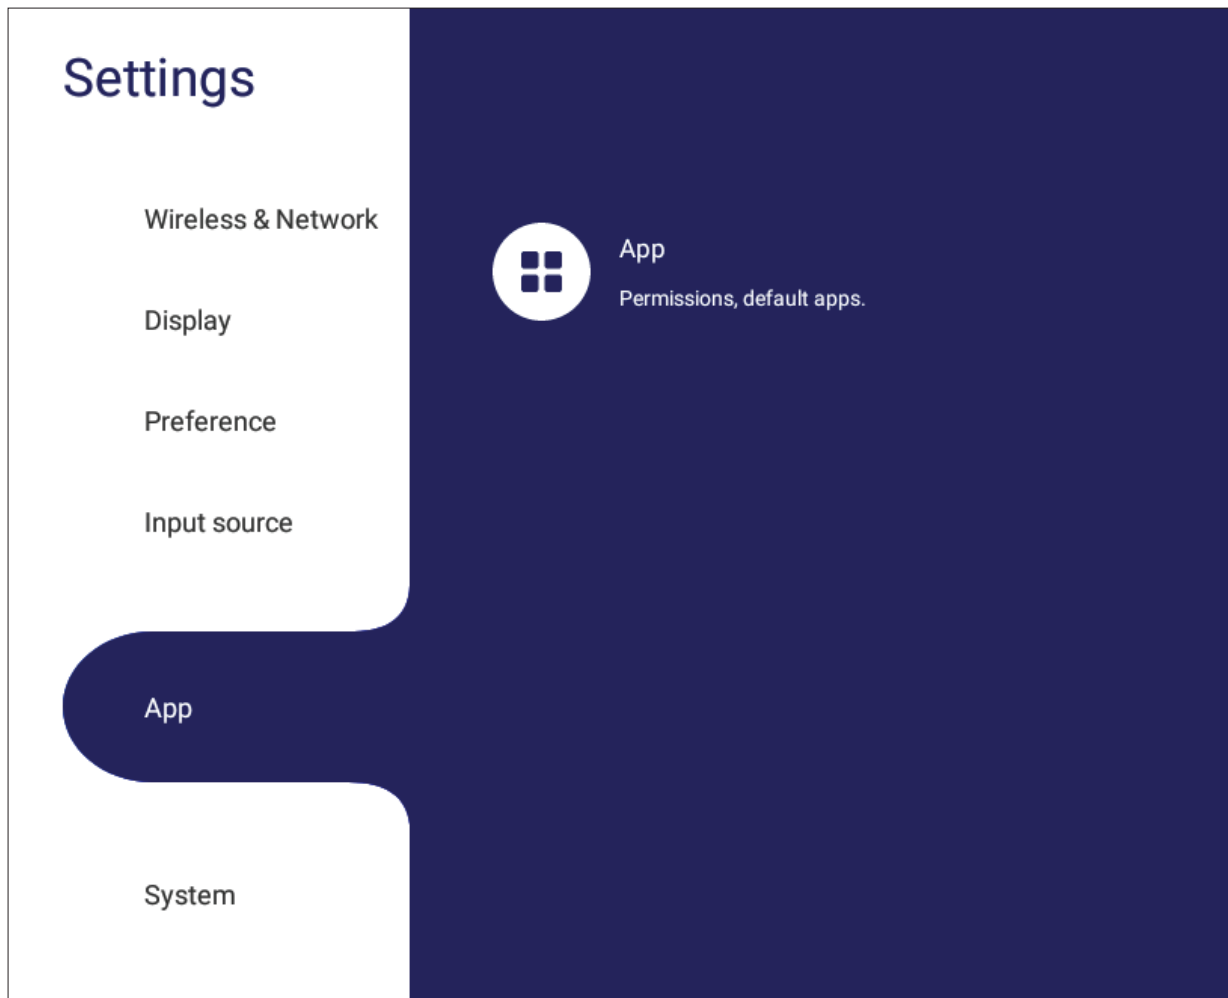 Settings
Wireless & Network
Display
Preference
Input source
App
System
App
Permissions, default apps.